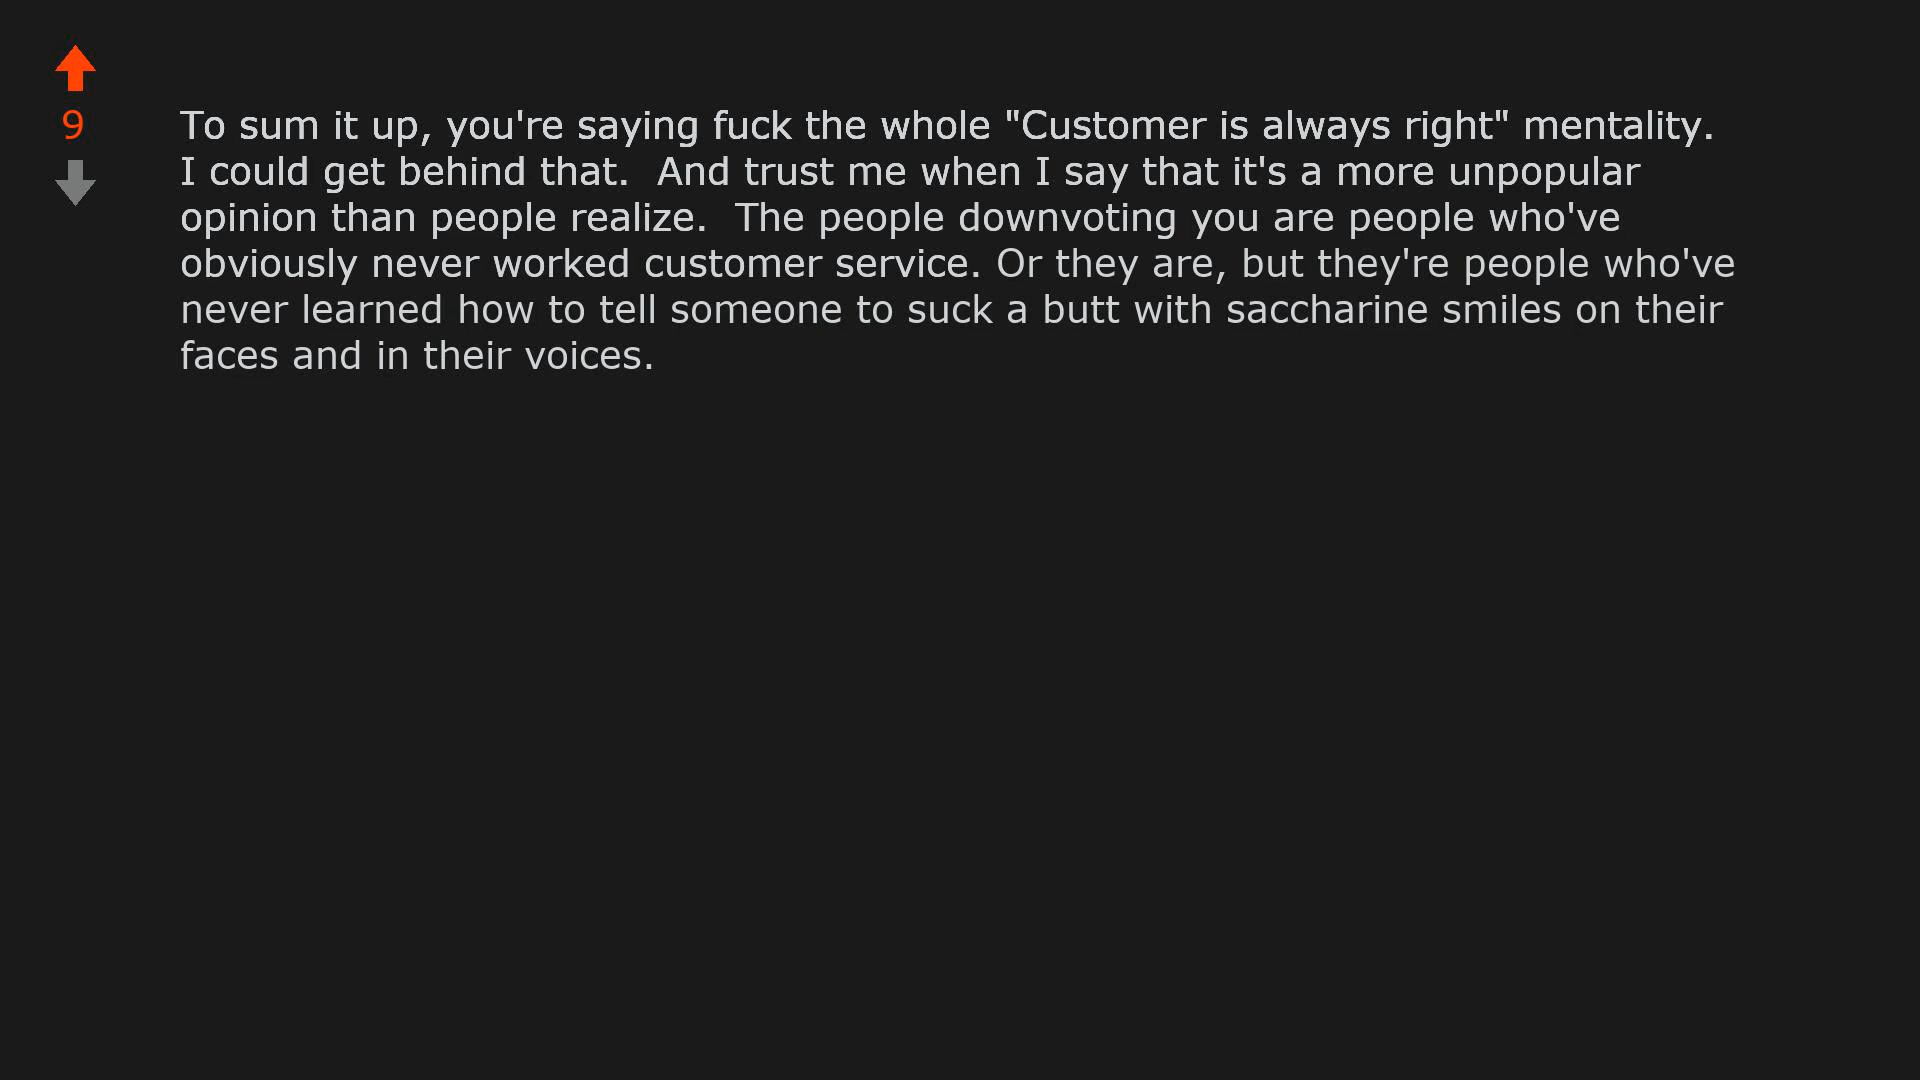 9
To sum it up, you're saying fuck the whole "Customer is always right" mentality.
I could get behind that.  And trust me when I say that it's a more unpopular
opinion than people realize.  The people downvoting you are people who've
obviously never worked customer service. Or they are, but they're people who've
never learned how to tell someone to suck a butt with saccharine smiles on their
faces and in their voices.